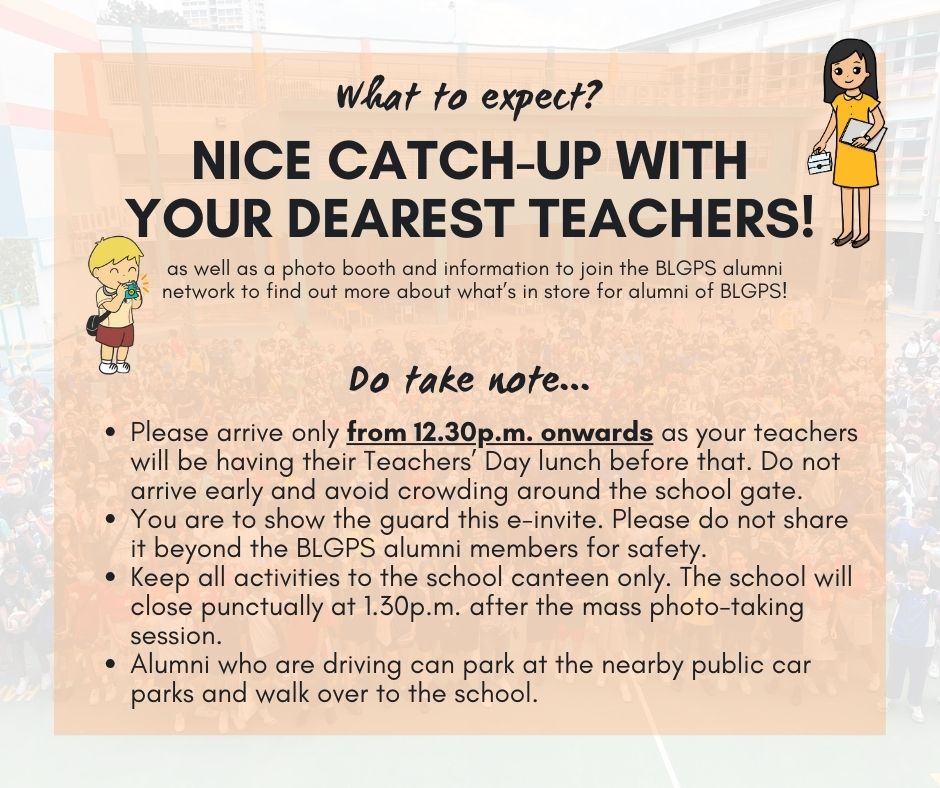 What to expect?
NICE CATCH-UP WITH
YOUR DEAREST TEACHERS!
as well as a photo booth and information to join the BLGPS alumni
network to find out more about what's in store for alumni of BLGPS!
Do take note...
• Please arrive only from 12.30p.m. onwards as your teachers
will be having their Teachers' Day lunch before that. Do not
arrive early and avoid crowding around the school gate.
• You are to show the guard this e-invite. Please do not share
it beyond the BLGPS alumni members for safety.
• Keep all activities to the school canteen only. The school will
close punctually at 1.30p.m. after the mass photo-taking
session.
• Alumni who are driving can park at the nearby public car
parks and walk over to the school.